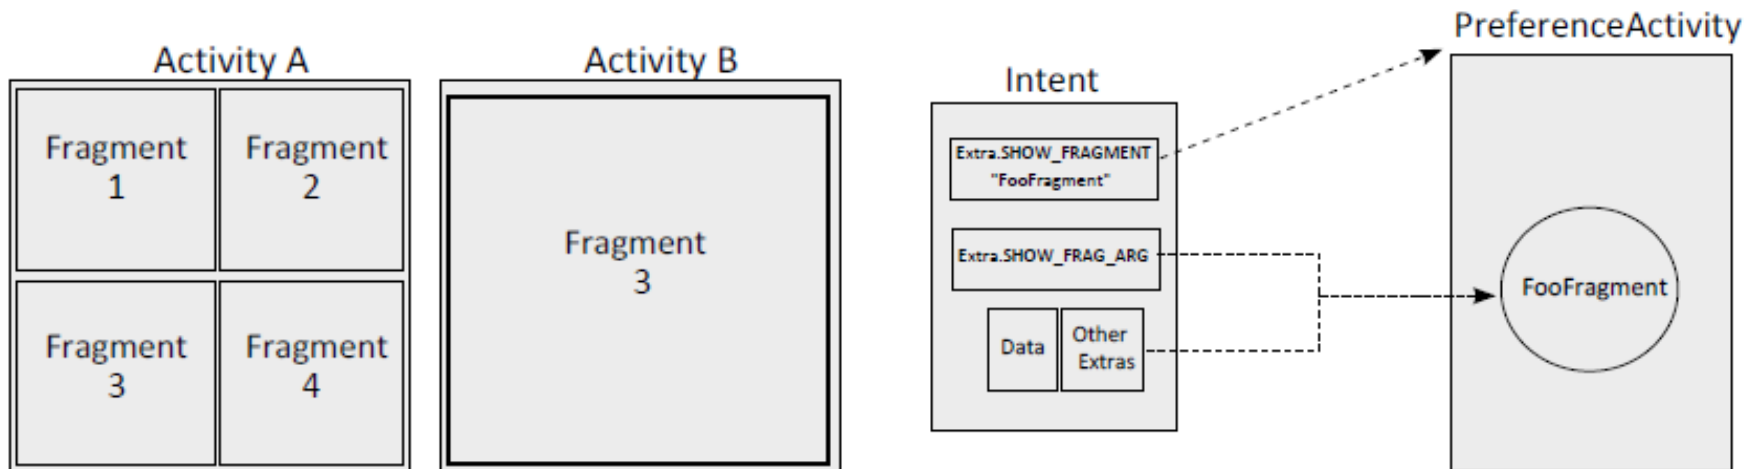 Activity A
Fragment
1
Fragment
2
Fragment
3
Fragment
4
Activity B
Fragment
3
Intent
Extra.SHOW_FRAGMENT
"FooFragment"
Extra.SHOW_FRAG_ARG
Data
Other
Extras
PreferenceActivity
FooFragment